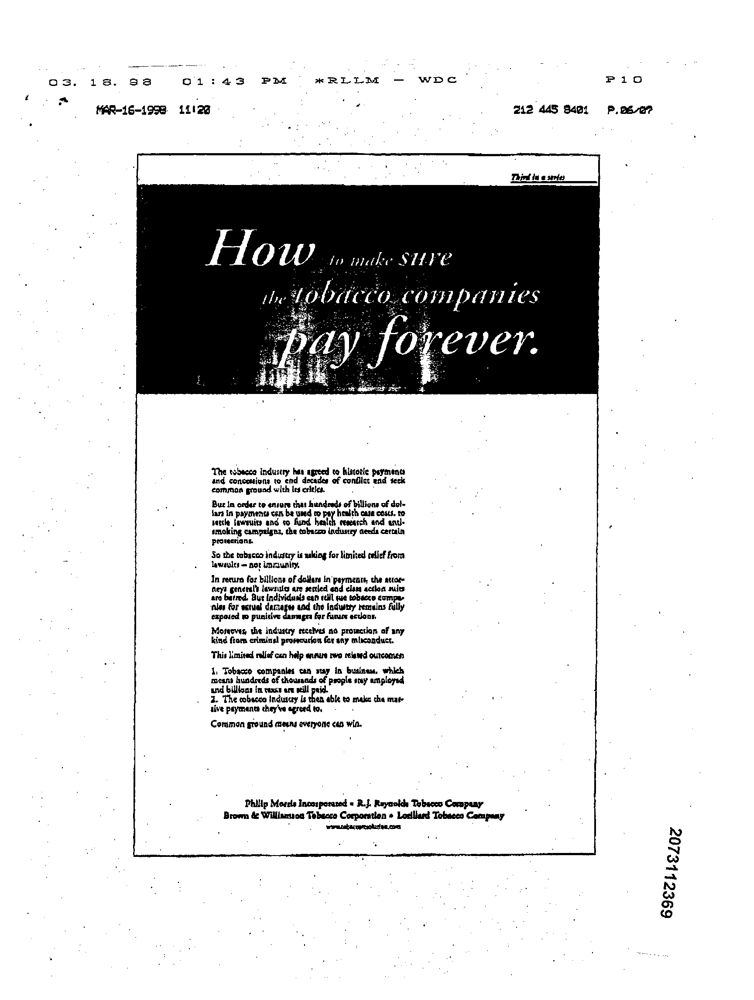 03. 18. 98 01:43 PM *RLLM - WDC P10
MAR-16-1998 11:20 212 445 8401 P.06/07
Third in a series
How to make sure
the tobacco companies
pay forever.
The tobacco industry has agreed to historic payments
and concessions to end decades of conflict and seek
common ground with its critics.
But in order to ensure that hundreds of billions of dol-
lars in payments can be used to pay health care costs, to
settle lawsuits and to fund health research and anti-
smoking campaigns, the tobacco industry needs certain
protections.
So the tobacco industry is asking for limited relief from
lawsuits – not immunity.
In return for billions of dollars in payments, the attor-
neys general's lawsuits are settled and class action suits
are barred. But individuals can still sue tobacco compa-
nies for actual damages and the industry remains fully
exposed to punitive damages for future actions.
Moreover, the industry receives no protection of any
kind from criminal prosecution for any misconduct.
This limited relief can help ensure two related outcomes:
1. Tobacco companies can stay in business, which
means hundreds of thousands of people stay employed
and billions in taxes are still paid.
2. The tobacco industry is then able to make the mas-
sive payments they've agreed to.
Common ground means everyone can win.
Philip Morris Incorporated • R.J. Reynolds Tobacco Company
Brown & Williamson Tobacco Corporation • Lorillard Tobacco Company
www.tobaccoresolution.com
2073112369